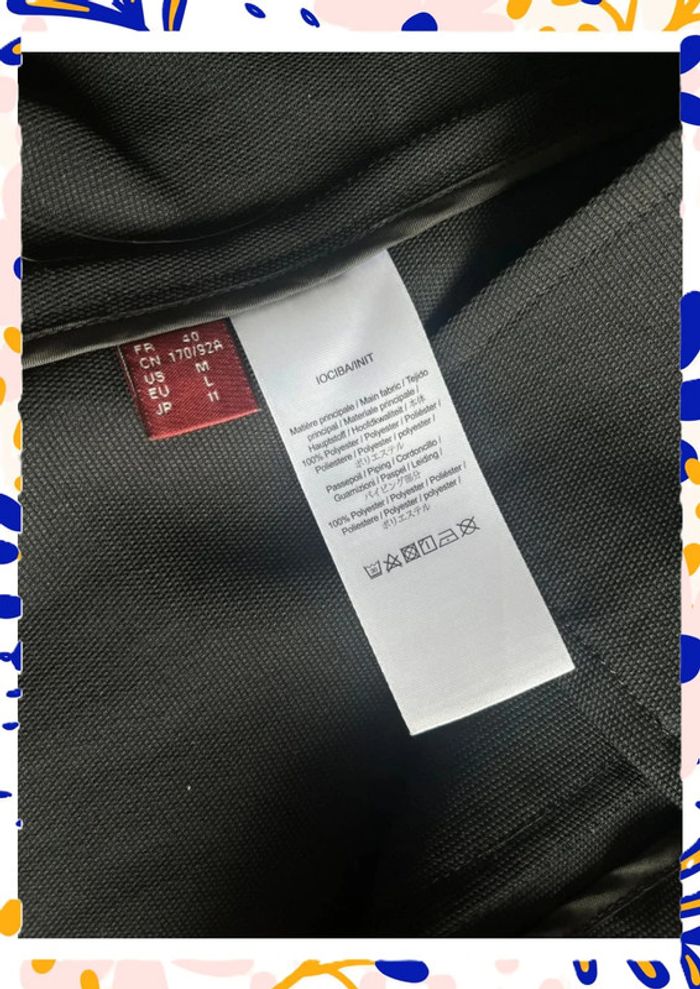 FR 40
CN 170/92A
US M
EU L
JP 11
IOCIBA/INIT
Matière principale / Main fabric / Tejido
principal / Materiale principale /
Hauptstoff / Hoofdkwaliteit / 本体
100% Polyester / Polyester / Poliéster /
Poliestere / Polyester / polyester /
ポリエステル
Passepoil / Piping / Cordoncillo /
Guarnizioni / Paspel / Leiding /
パイピング部分
100% Polyester / Polyester / Poliéster /
Poliestere / Polyester / polyester /
ポリエステル